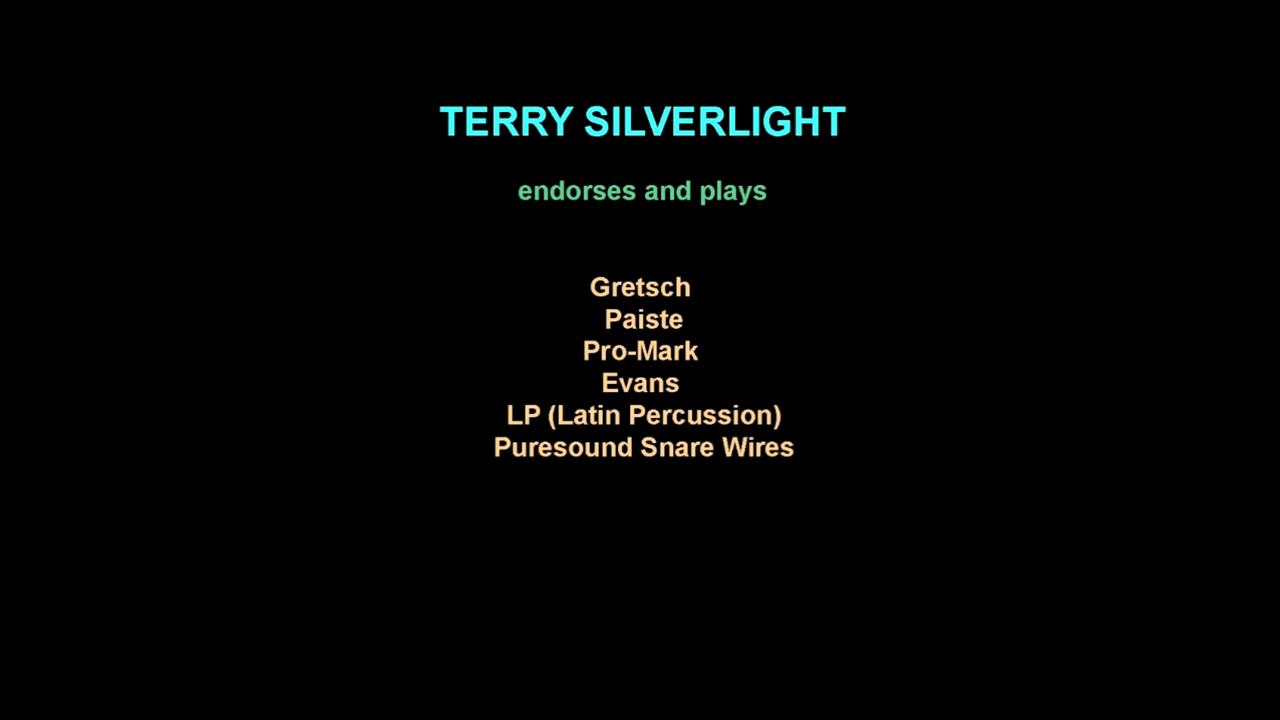 TERRY SILVERLIGHT
endorses and plays
Gretsch
Paiste
Pro-Mark
Evans
LP (Latin Percussion)
Puresound Snare Wires